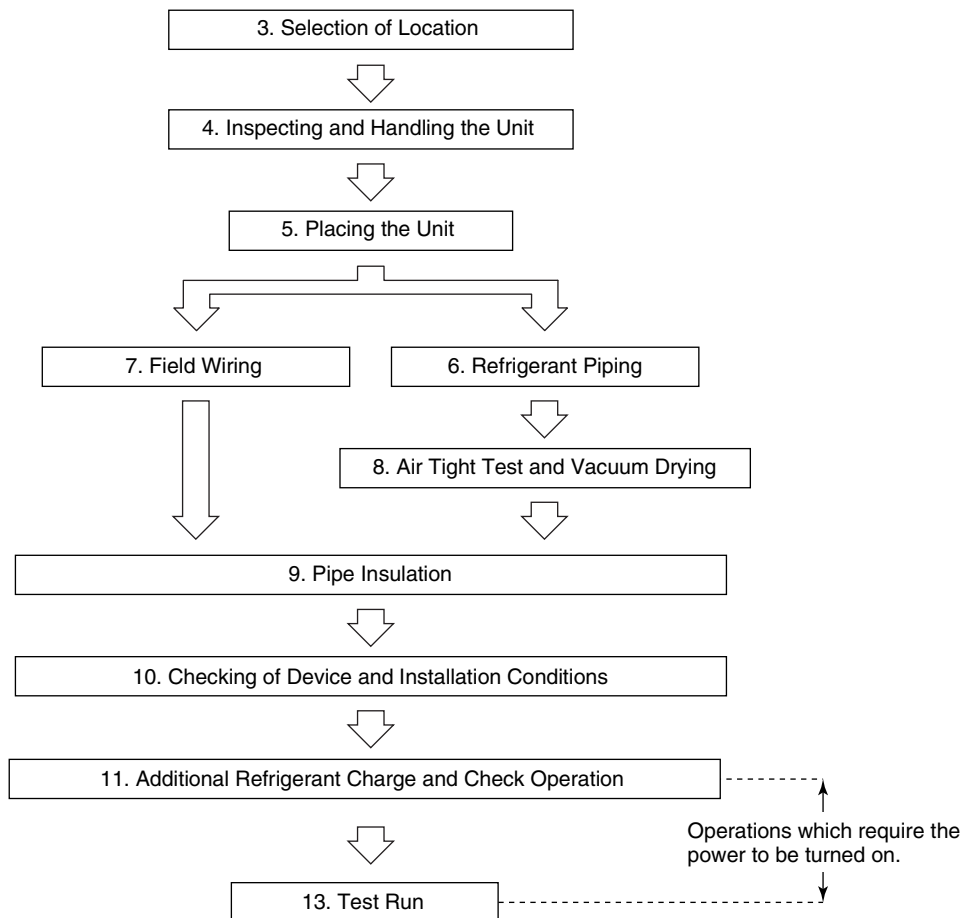 3. Selection of Location
4. Inspecting and Handling the Unit
5. Placing the Unit
7. Field Wiring
6. Refrigerant Piping
8. Air Tight Test and Vacuum Drying
9. Pipe Insulation
10. Checking of Device and Installation Conditions
11. Additional Refrigerant Charge and Check Operation
Operations which require the
power to be turned on.
13. Test Run